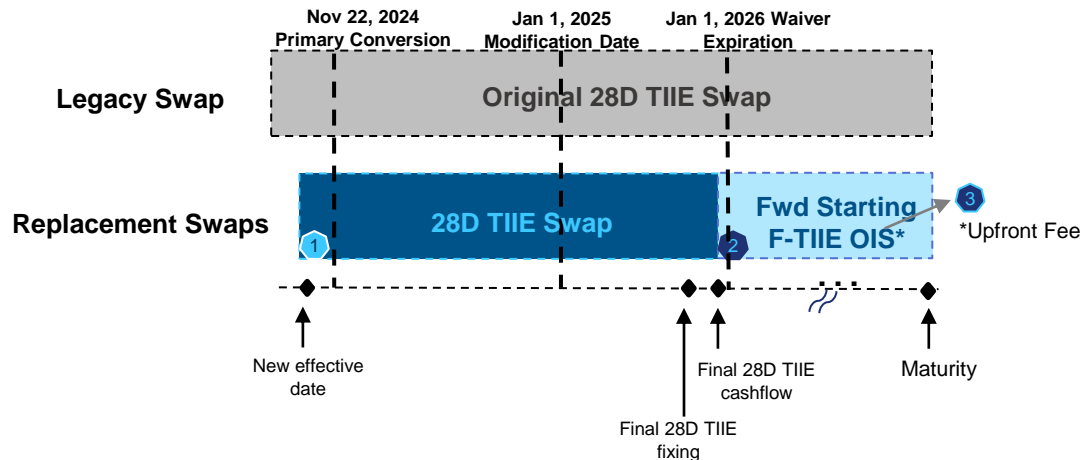 Nov 22, 2024
Primary Conversion
Jan 1, 2025
Modification Date
Jan 1, 2026 Waiver
Expiration
Legacy Swap
Original 28D TIIE Swap
Replacement Swaps
28D TIIE Swap
Fwd Starting
F-TIIE OIS*
1
2
3
*Upfront Fee
New effective
date
Final 28D TIIE
fixing
Final 28D TIIE
cashflow
Maturity